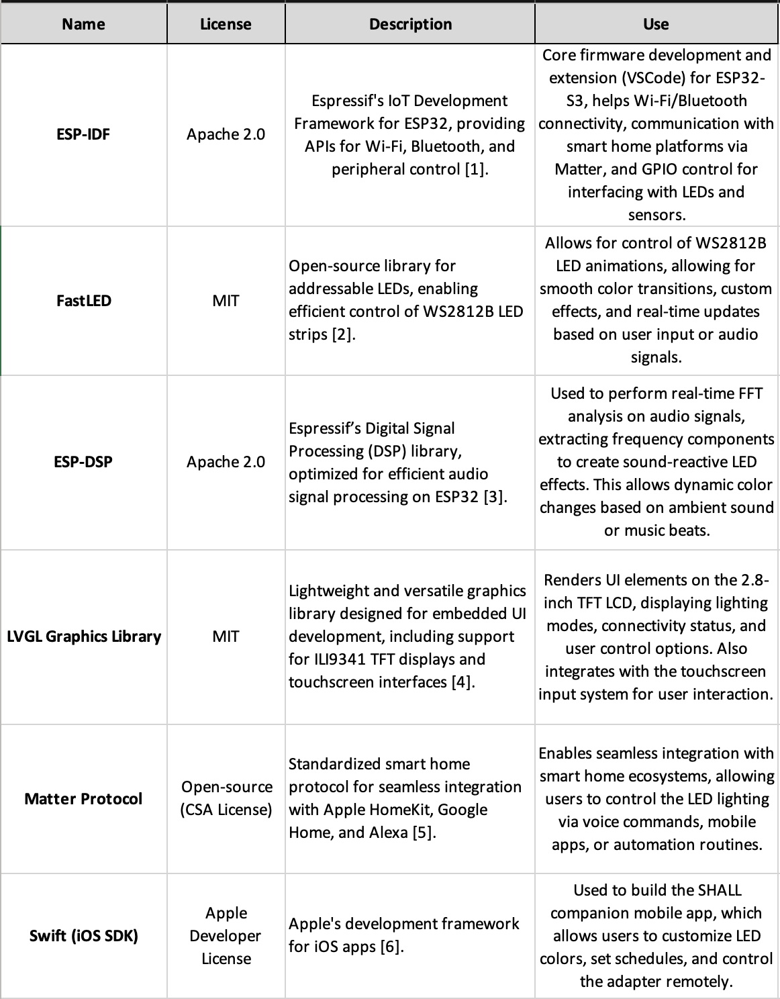 Name
License
Description
Use
ESP-IDF
Apache 2.0
Espressif's IoT Development
Framework for ESP32, providing
APIs for Wi-Fi, Bluetooth, and
peripheral control [1].
Core firmware development and
extension (VSCode) for ESP32-
S3, helps Wi-Fi/Bluetooth
connectivity, communication with
smart home platforms via
Matter, and GPIO control for
interfacing with LEDs and
sensors.
FastLED
MIT
Open-source library for
addressable LEDs, enabling
efficient control of WS2812B LED
strips [2].
Allows for control of WS2812B
LED animations, allowing for
smooth color transitions, custom
effects, and real-time updates
based on user input or audio
signals.
ESP-DSP
Apache 2.0
Espressif’s Digital Signal
Processing (DSP) library,
optimized for efficient audio
signal processing on ESP32 [3].
Used to perform real-time FFT
analysis on audio signals,
extracting frequency components
to create sound-reactive LED
effects. This allows dynamic color
changes based on ambient sound
or music beats.
LVGL Graphics Library
MIT
Lightweight and versatile graphics
library designed for embedded UI
development, including support
for ILI9341 TFT displays and
touchscreen interfaces [4].
Renders UI elements on the 2.8-
inch TFT LCD, displaying lighting
modes, connectivity status, and
user control options. Also
integrates with the touchscreen
input system for user interaction.
Matter Protocol
Open-source
(CSA License)
Standardized smart home
protocol for seamless integration
with Apple HomeKit, Google
Home, and Alexa [5].
Enables seamless integration with
smart home ecosystems, allowing
users to control the LED lighting
via voice commands, mobile
apps, or automation routines.
Swift (iOS SDK)
Apple
Developer
License
Apple's development framework
for iOS apps [6].
Used to build the SHALL
companion mobile app, which
allows users to customize LED
colors, set schedules, and control
the adapter remotely.